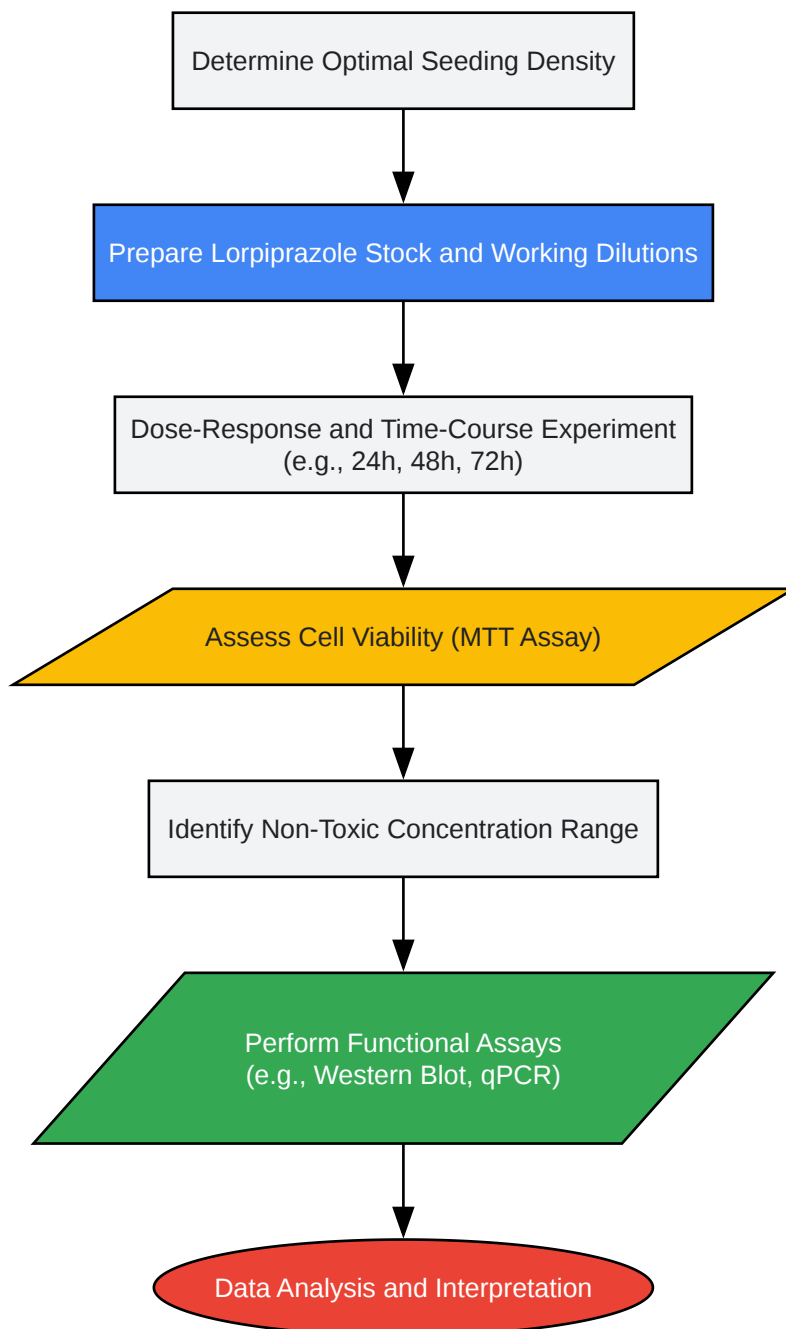 Determine Optimal Seeding Density
Prepare Lorpiprazole Stock and Working Dilutions
Dose-Response and Time-Course Experiment
(e.g., 24h, 48h, 72h)
Assess Cell Viability (MTT Assay)
Identify Non-Toxic Concentration Range
Perform Functional Assays
(e.g., Western Blot, qPCR)
Data Analysis and Interpretation